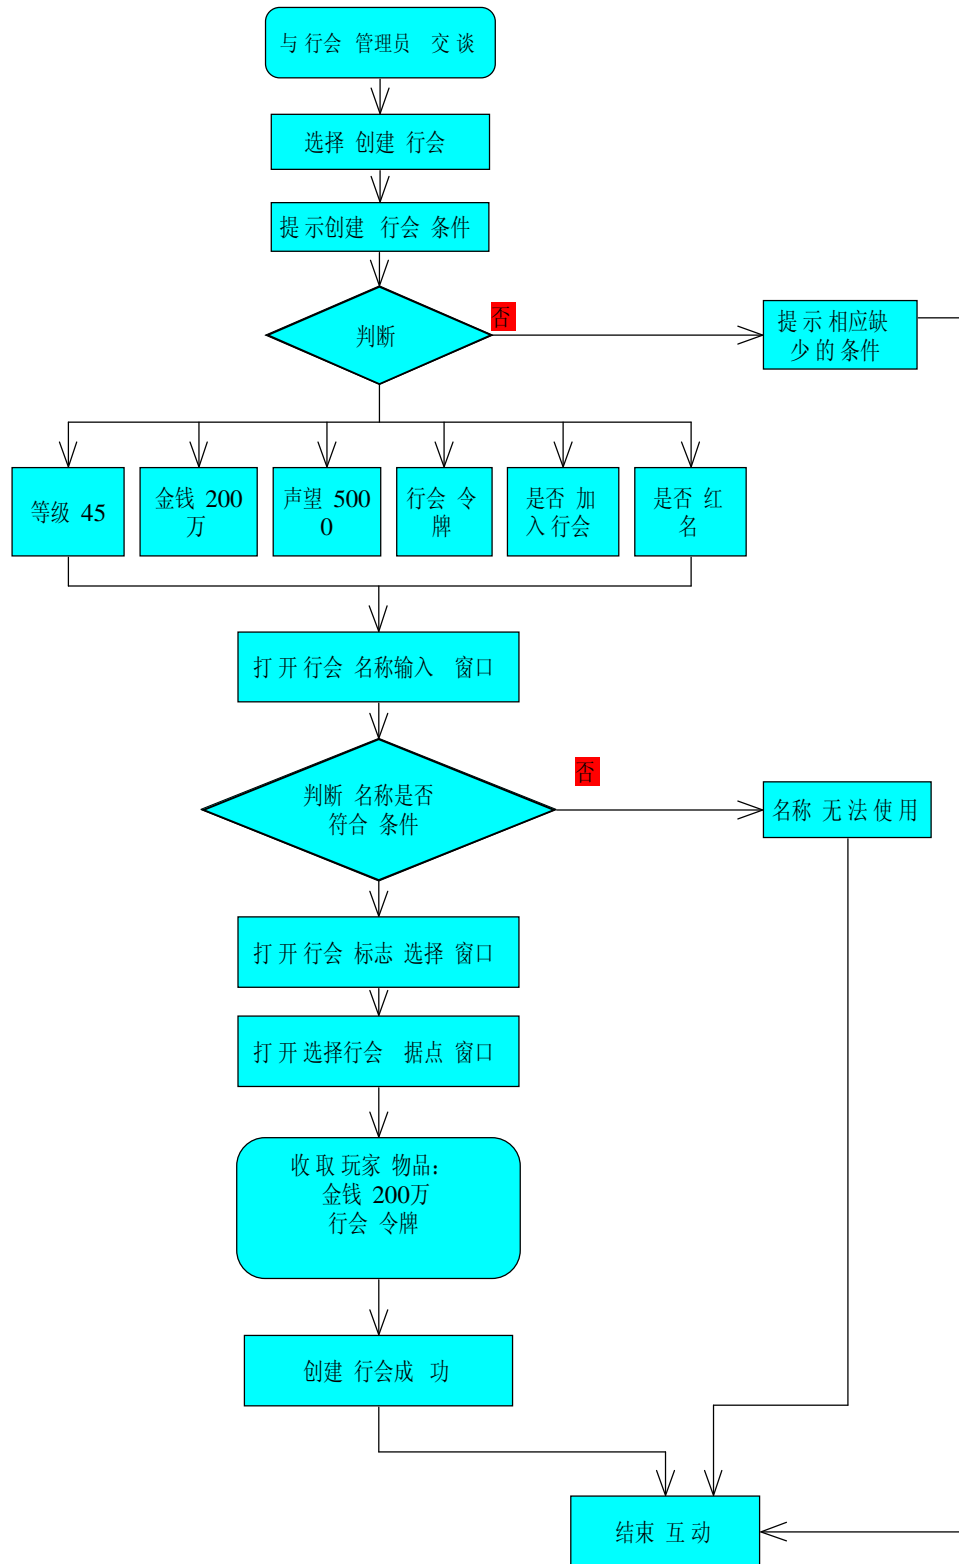 与行会 管理员 交谈
选择 创建 行会
提示创建 行会 条件
判断
否
提示相应缺
少的条件
等级 45
金钱 200
万
声望 500
0
行会 令
牌
是否 加
入行会
是否 红
名
打开行会 名称输入 窗口
判断 名称是否
符合 条件
否
名称 无法使用
打开行会 标志 选择 窗口
打开选择行会 据点 窗口
收取玩家 物品：
金钱 200万
行会 令牌
创建 行会成 功
结束 互动